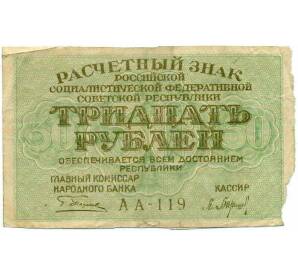 РАСЧЕТНЫЙ ЗНАК
РОССИЙСКОЙ
СОЦИАЛИСТИЧЕСКОЙ ФЕДЕРАТИВНОЙ
СОВЕТСКОЙ РЕСПУБЛИКИ
ТРИДЦАТЬ
РУБЛЕЙ
ОБЕСПЕЧИВАЕТСЯ ВСЕМ ДОСТОЯНИЕМ
РЕСПУБЛИКИ
ГЛАВНЫЙ КОМИССАР
НАРОДНОГО БАНКА
КАССИР
АА-119